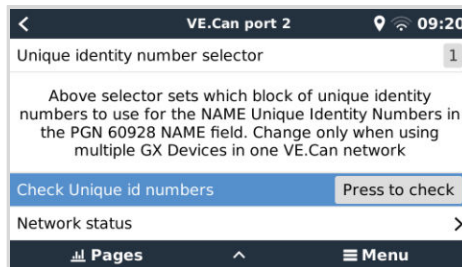 VE.Can port 2 09:20
Unique identity number selector 1
Above selector sets which block of unique identity
numbers to use for the NAME Unique Identity Numbers in
the PGN 60928 NAME field. Change only when using
multiple GX Devices in one VE.Can network
Check Unique id numbers Press to check
Network status
Pages Menu